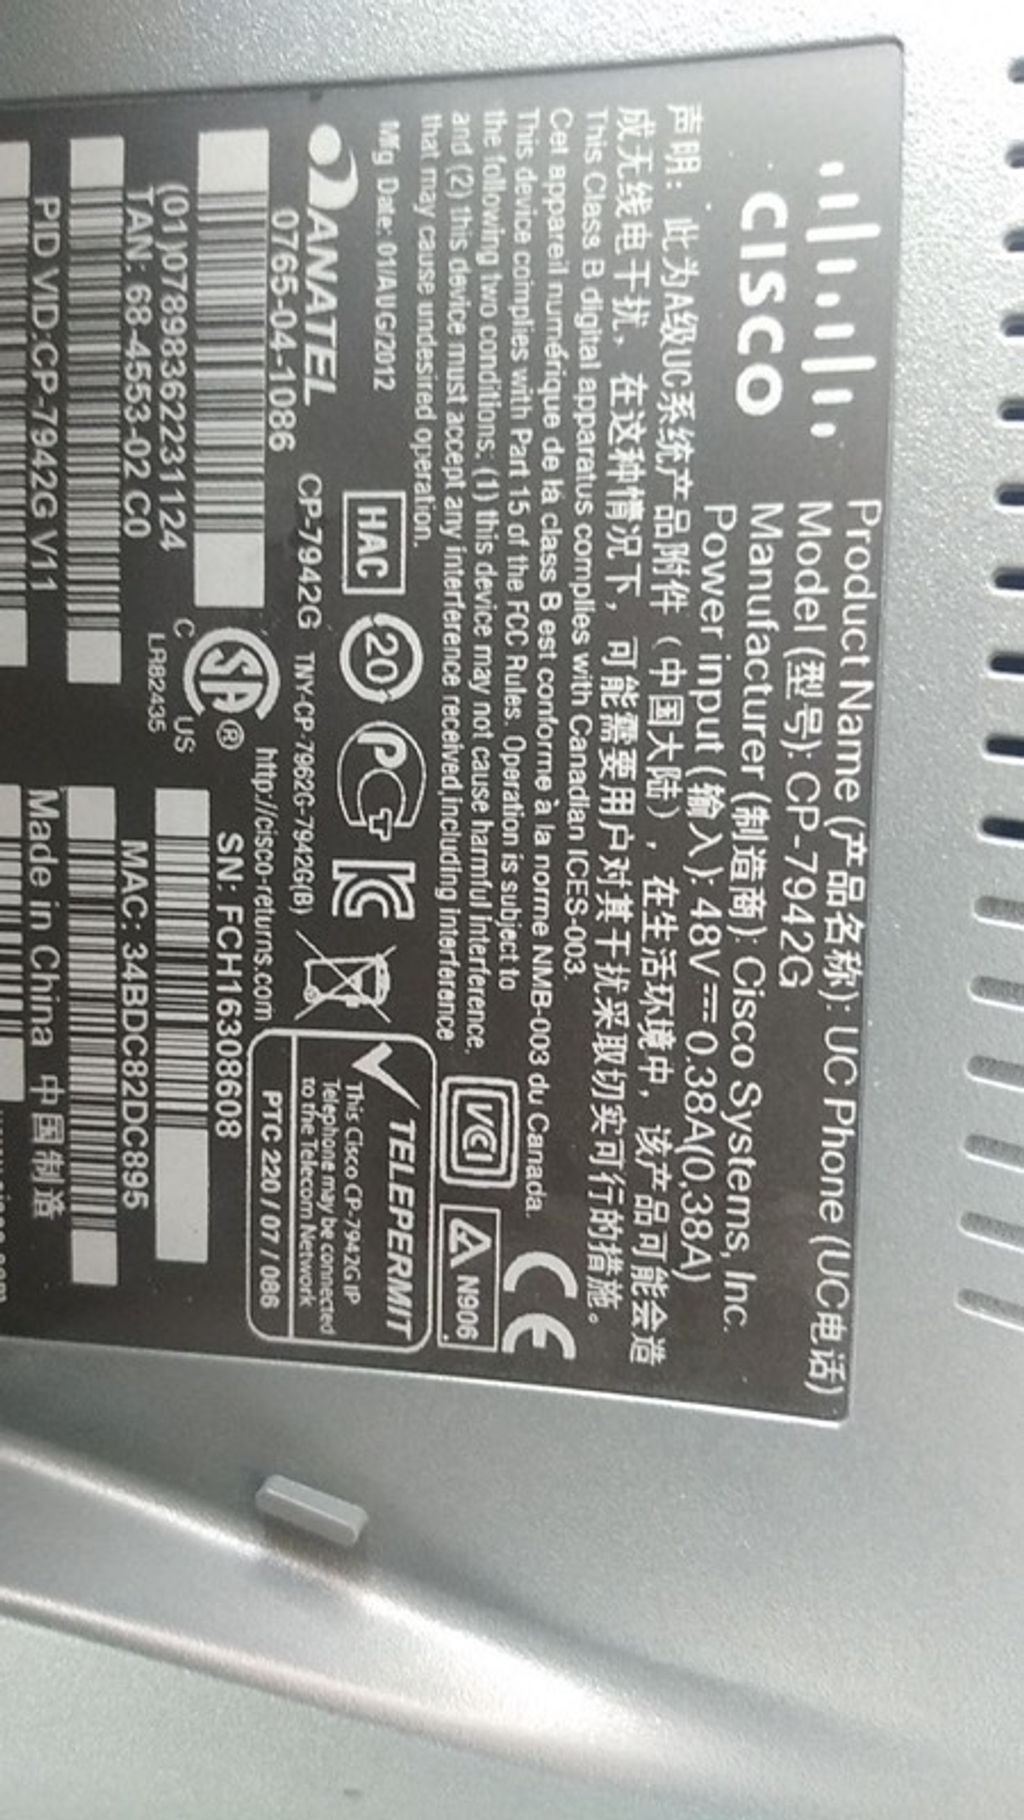 CISCO
Product Name (产品名称): UC Phone (UC电话)
Model (型号): CP-7942G
Manufacturer (制造商): Cisco Systems, Inc.
Power input (输入): 48V⎓0.38A(0,38A)
声明：此为A级UC系统产品附件（中国大陆），在生活环境中，该产品可能会造
成无线电干扰，在这种情况下，可能需要用户对其干扰采取切实可行的措施。
This Class B digital apparatus complies with Canadian ICES-003.
Cet appareil numérique de la class B est conforme à la norme NMB-003 du Canada.
This device complies with Part 15 of the FCC Rules. Operation is subject to
the following two conditions: (1) this device may not cause harmful interference,
and (2) this device must accept any interference received,including interference
that may cause undesired operation.
VCI
N906
CE
Mfg Date: 01/AUG/2012
HAC
20
ANATEL
0765-04-1086
CP-7942G TNY-CP-7962G-7942G(B)
TELEPERMIT
This Cisco CP-7942G IP
Telephone may be connected
to the Telecom Network
PTC 220 / 07 / 086
http://cisco-returns.com
(01)07898362231124
SA®
C US
LR82435
SN: FCH16308608
TAN: 68-4553-02 C0
MAC: 34BDC82DC895
PID VID:CP-7942G V11
Made in China 中国制造